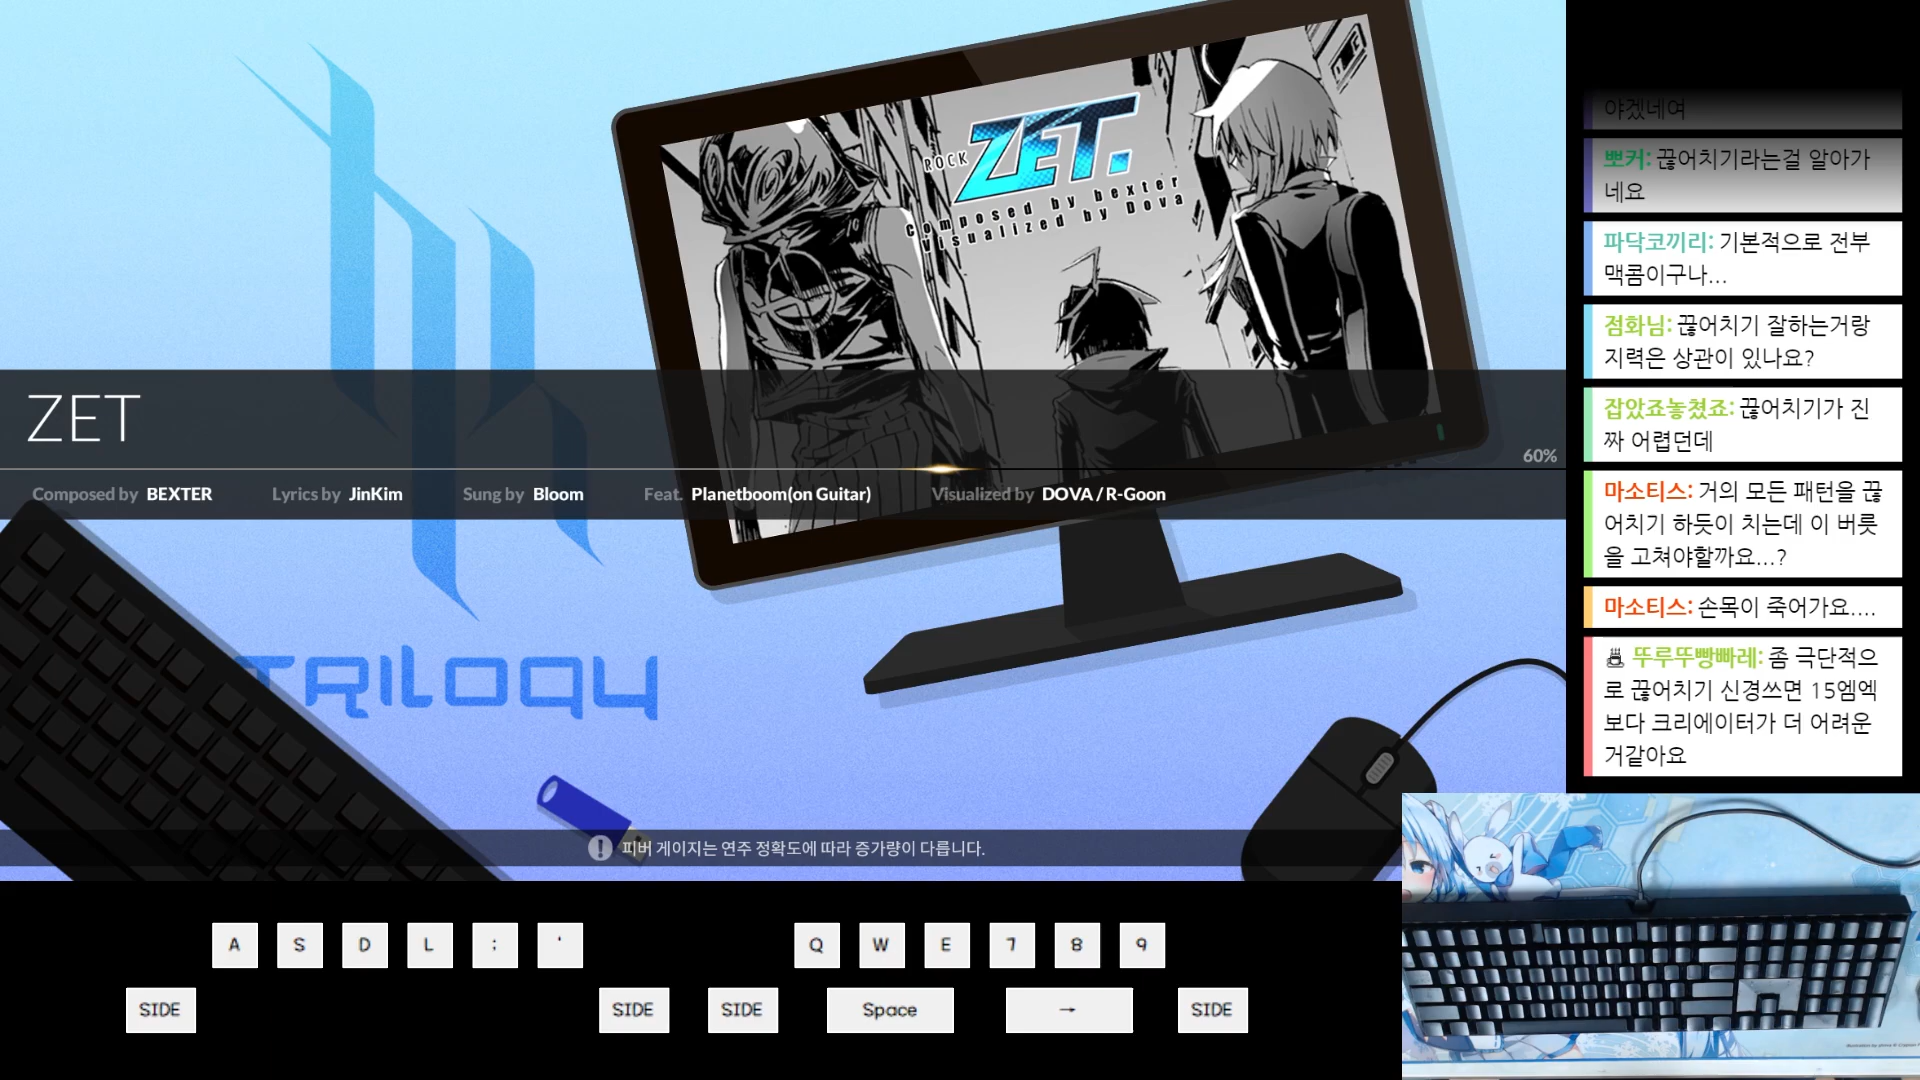 ROCK
ZET.
Composed by bexter
Visualized by Dova
ZET
60%
Composed by BEXTER Lyrics by JinKim Sung by Bloom Feat. Planetboom(on Guitar) Visualized by DOVA / R-Goon
TRILOGY
피버 게이지는 연주 정확도에 따라 증가량이 다릅니다.
A S D L ; ' Q W E 7 8 9
SIDE SIDE SIDE Space → SIDE
야겠네여
뽀커: 끊어치기라는걸 알아가
네요
파닥코끼리: 기본적으로 전부
맥콤이구나...
점화님: 끊어치기 잘하는거랑
지력은 상관이 있나요?
잡았죠놓쳤죠: 끊어치기가 진
짜 어렵던데
마소티스: 거의 모든 패턴을 끊
어치기 하듯이 치는데 이 버릇
을 고쳐야할까요...?
마소티스: 손목이 죽어가요....
뚜루뚜빵빠레: 좀 극단적으
로 끊어치기 신경쓰면 15엠엑
보다 크리에이터가 더 어려운
거같아요